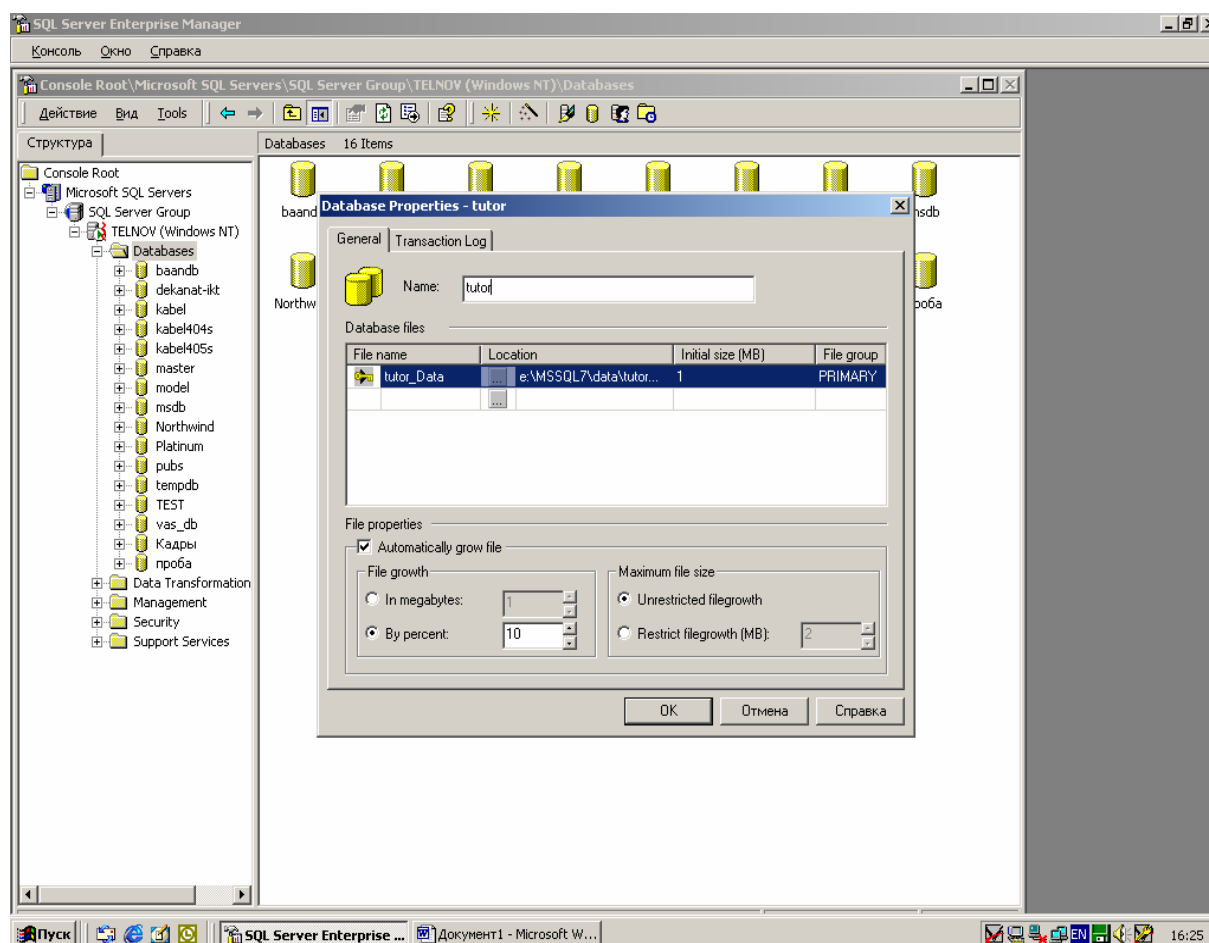 SQL Server Enterprise Manager
Консоль Окно Справка
Console Root\Microsoft SQL Servers\SQL Server Group\TELNOV (Windows NT)\Databases
Действие Вид Tools
Структура
Databases 16 Items
Console Root
Microsoft SQL Servers
SQL Server Group
TELNOV (Windows NT)
Databases
baandb
dekanat-ikt
kabel
kabel404s
kabel405s
master
model
msdb
Northwind
Platinum
pubs
tempdb
TEST
vas_db
Кадры
проба
Data Transformation
Management
Security
Support Services
baand
Northw
Database Properties - tutor
General Transaction Log
Name: tutor
Database files
File name Location Initial size (MB) File group
tutor_Data ... e:\MSSQL7\data\tutor... 1 PRIMARY
...
File properties
Automatically grow file
File growth
In megabytes: 1
By percent: 10
Maximum file size
Unrestricted filegrowth
Restrict filegrowth (MB): 2
OK Отмена Справка
Пуск SQL Server Enterprise ... Документ1 - Microsoft W... EN 16:25